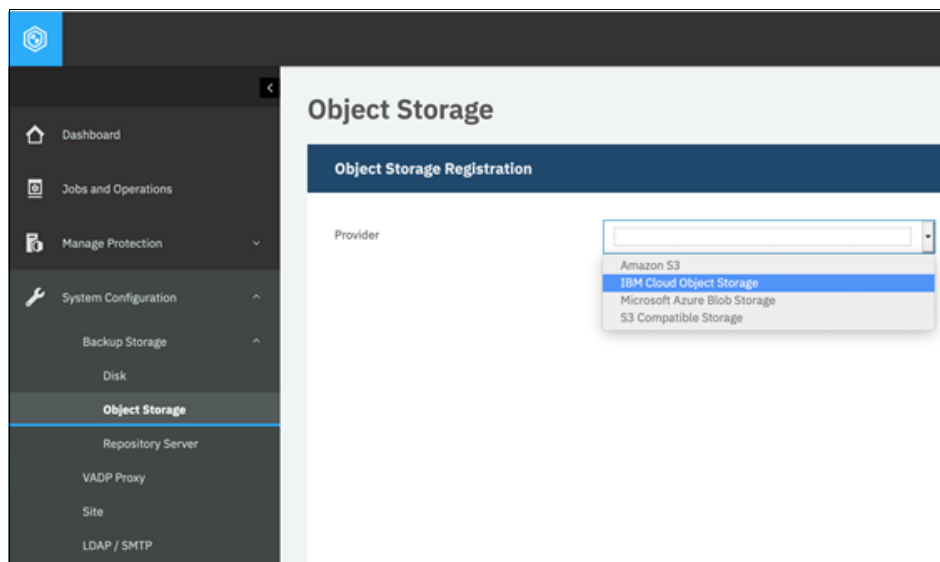 Object Storage
Dashboard
Object Storage Registration
Jobs and Operations
Provider
Manage Protection
Amazon S3
IBM Cloud Object Storage
Microsoft Azure Blob Storage
S3 Compatible Storage
System Configuration
Backup Storage
Disk
Object Storage
Repository Server
VADP Proxy
Site
LDAP / SMTP